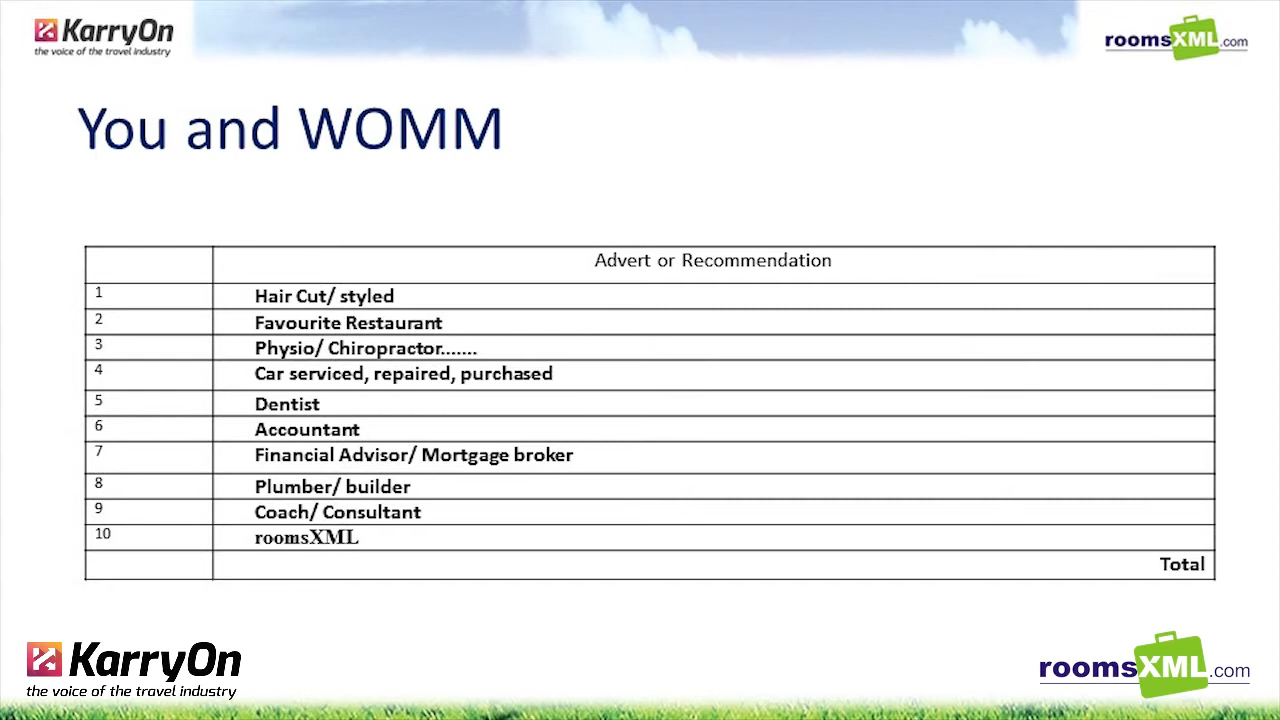 KarryOn
the voice of the travel industry
roomsXML.com
You and WOMM
Advert or Recommendation
1 Hair Cut/ styled
2 Favourite Restaurant
3 Physio/ Chiropractor.......
4 Car serviced, repaired, purchased
5 Dentist
6 Accountant
7 Financial Advisor/ Mortgage broker
8 Plumber/ builder
9 Coach/ Consultant
10 roomsXML
Total
KarryOn
the voice of the travel industry
roomsXML.com